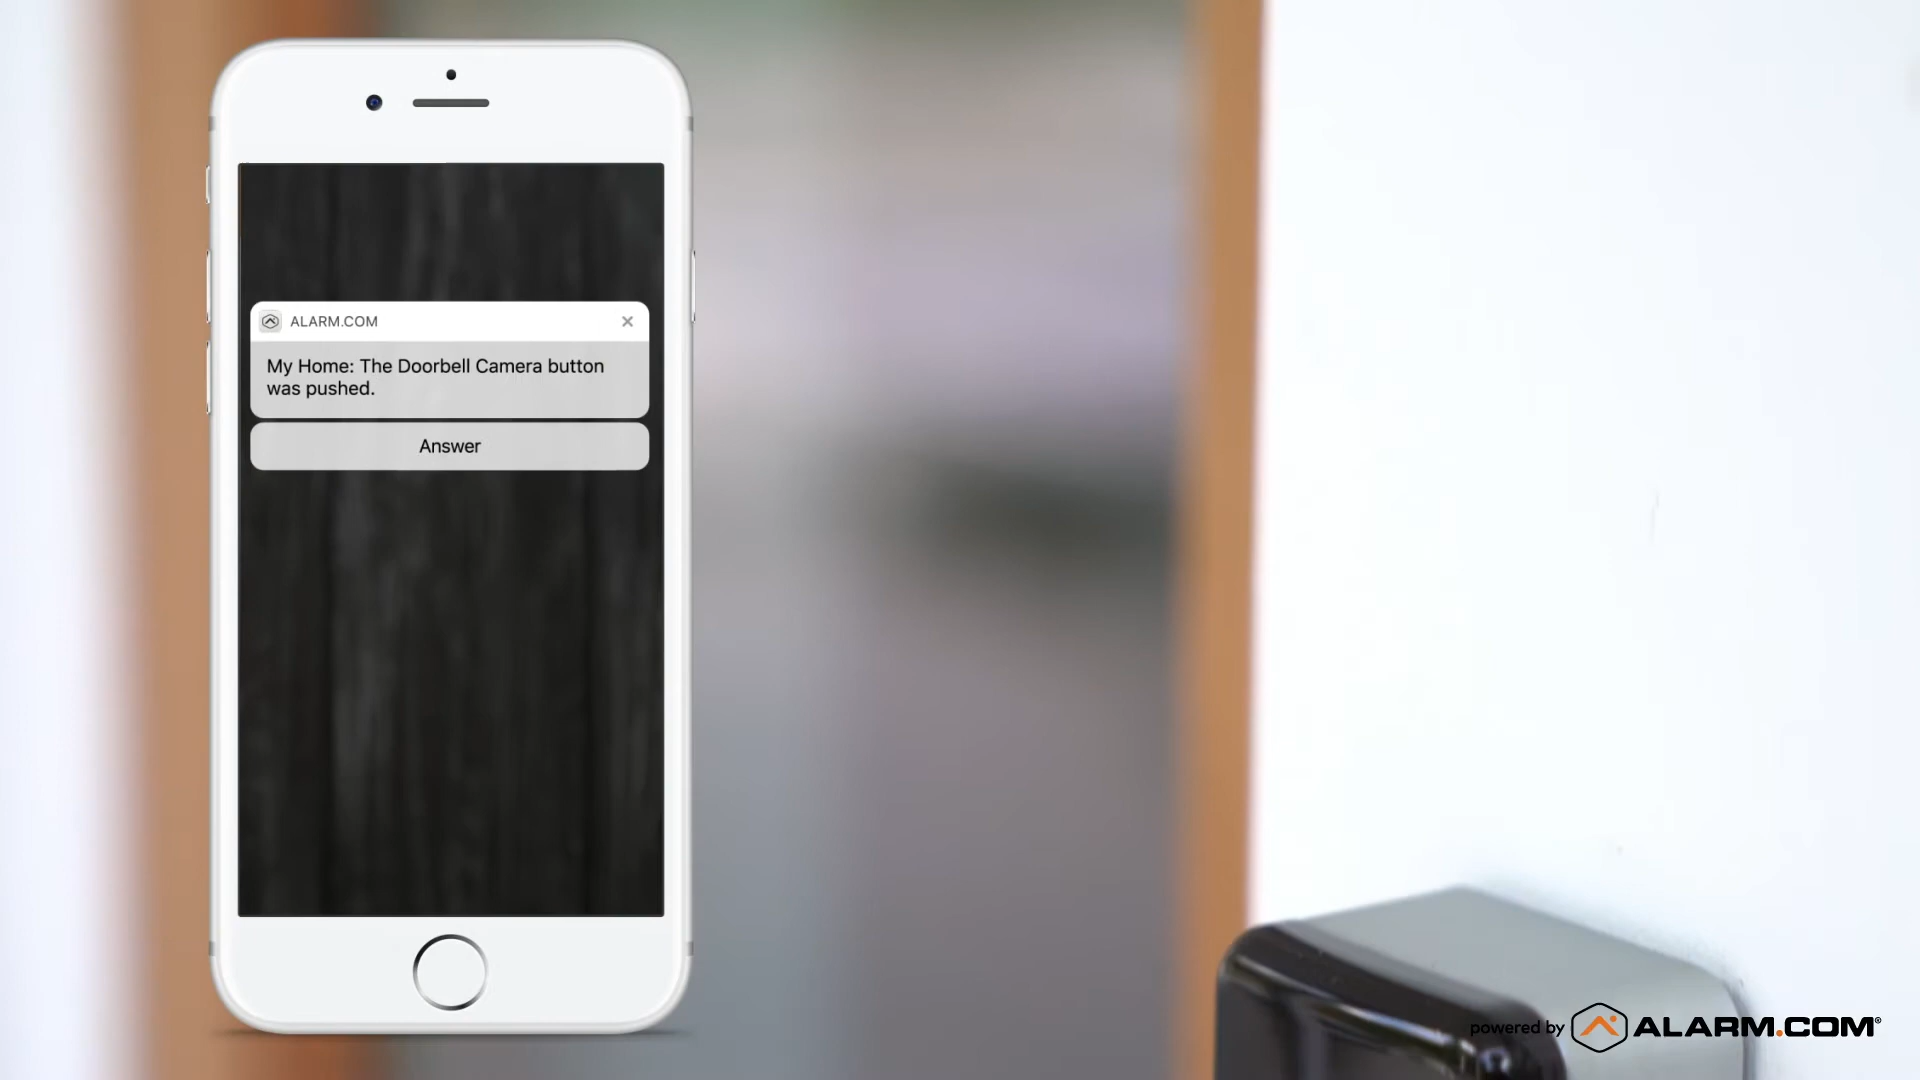 ALARM.COM
My Home: The Doorbell Camera button
was pushed.
Answer
powered by ALARM.COM®